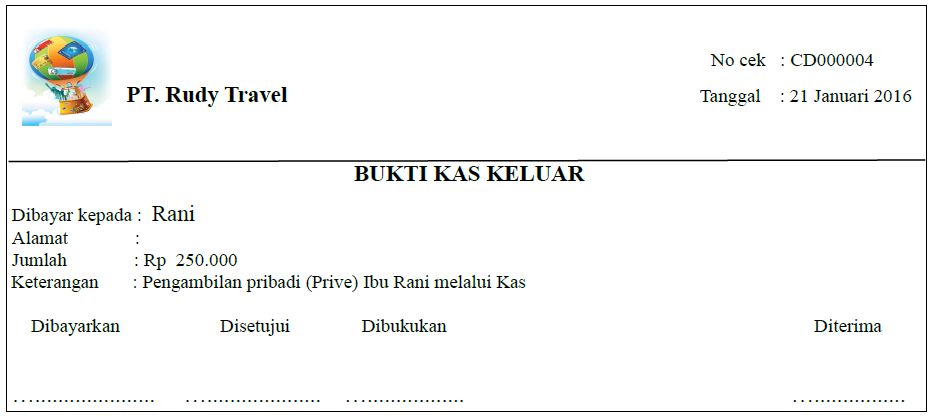 No cek : CD000004
PT. Rudy Travel
Tanggal : 21 Januari 2016
BUKTI KAS KELUAR
Dibayar kepada : Rani
Alamat :
Jumlah : Rp 250.000
Keterangan : Pengambilan pribadi (Prive) Ibu Rani melalui Kas
Dibayarkan Disetujui Dibukukan Diterima
........................ ........................ ........................ ...................